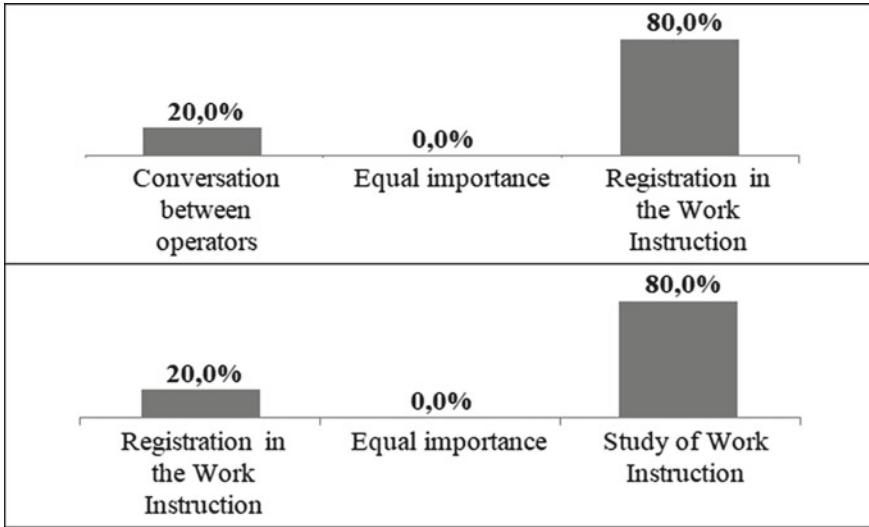 80,0%
20,0%
0,0%
Conversation between operators
Equal importance
Registration in the Work Instruction
80,0%
20,0%
0,0%
Registration in the Work Instruction
Equal importance
Study of Work Instruction